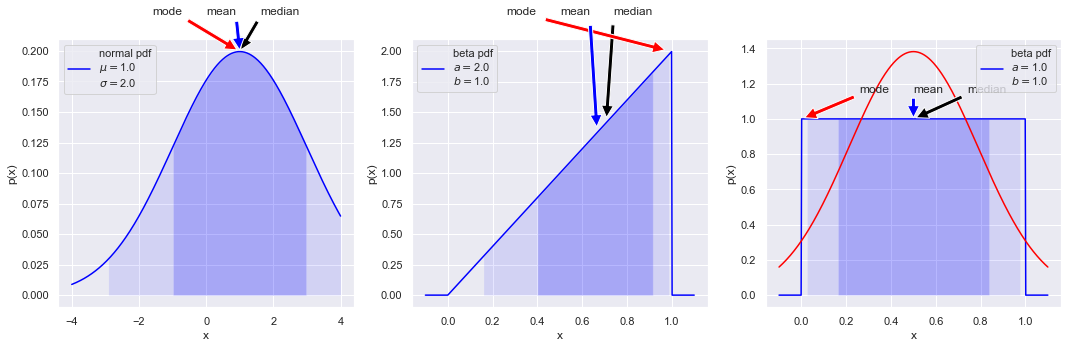 mode mean median
normal pdf
μ = 1.0
σ = 2.0
0.200
0.175
0.150
0.125
0.100
0.075
0.050
0.025
0.000
p(x)
−4 −2 0 2 4
x
mode mean median
beta pdf
a = 2.0
b = 1.0
2.00
1.75
1.50
1.25
1.00
0.75
0.50
0.25
0.00
p(x)
0.0 0.2 0.4 0.6 0.8 1.0
x
beta pdf
a = 1.0
b = 1.0
mode mean median
1.4
1.2
1.0
0.8
0.6
0.4
0.2
0.0
p(x)
0.0 0.2 0.4 0.6 0.8 1.0
x